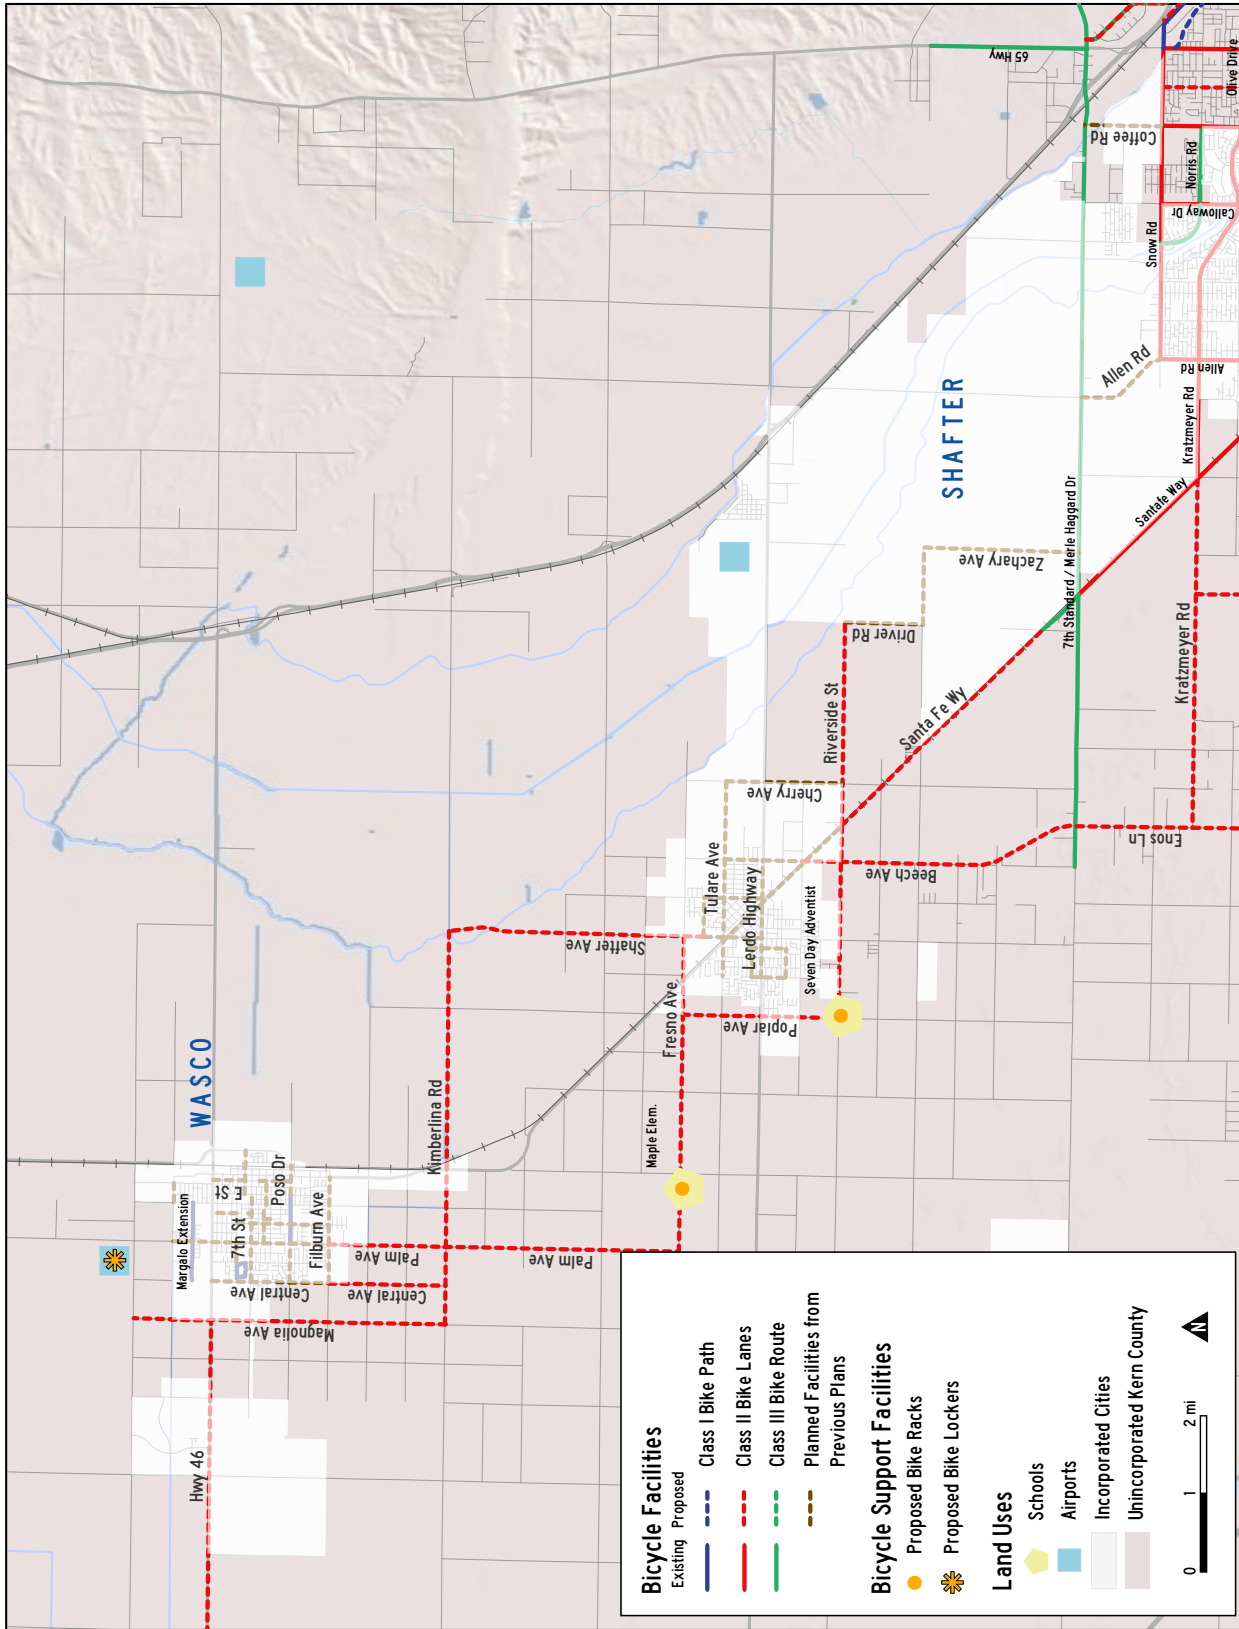 WASCO
SHAFTER
Hwy 46
Magnolia Ave
Central Ave
Central Ave
Palm Ave
Palm Ave
Margalo Extension
7th St
F St
Poso Dr
Filburn Ave
Kimberlina Rd
Maple Elem.
Fresno Ave
Shafter Ave
Poplar Ave
Tulare Ave
Lerdo Highway
Seven Day Adventist
Cherry Ave
Riverside St
Beech Ave
Driver Rd
Zachary Ave
Santa Fe Wy
7th Standard / Merle Haggard Dr
Enos Ln
Kratzmeyer Rd
Santafe Way
Kratzmeyer Rd
Allen Rd
Allen Rd
Snow Rd
Calloway Dr
Norris Rd
Coffee Rd
Olive Drive
65 Hwy
Bicycle Facilities
Existing Proposed
Class I Bike Path
Class II Bike Lanes
Class III Bike Route
Planned Facilities from
Previous Plans
Bicycle Support Facilities
Proposed Bike Racks
Proposed Bike Lockers
Land Uses
Schools
Airports
Incorporated Cities
Unincorporated Kern County
0 1 2 mi
N